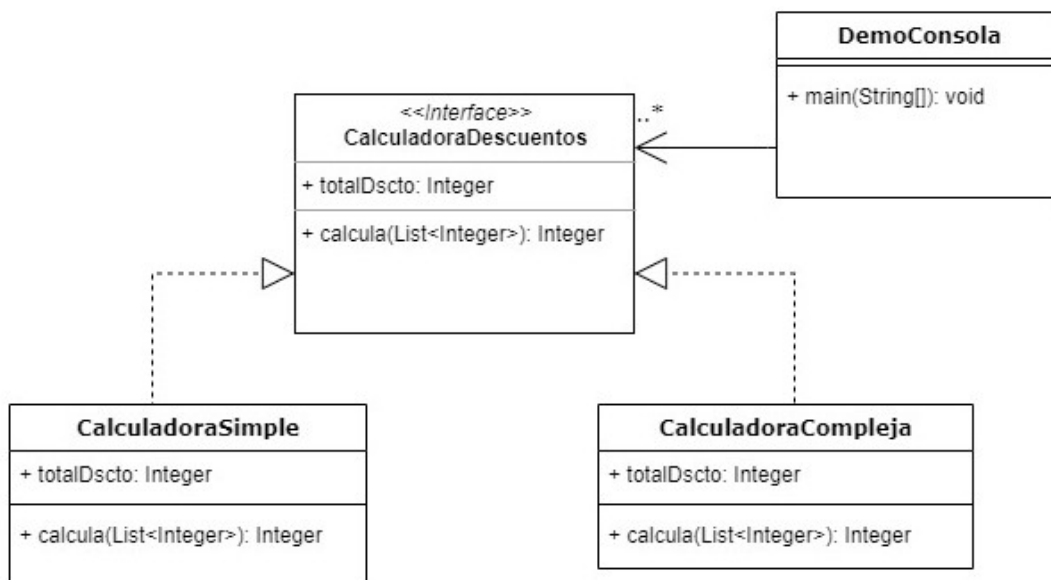 DemoConsola
+ main(String[]): void
<<Interface>>
CalculadoraDescuentos
..*
+ totalDscto: Integer
+ calcula(List<Integer>): Integer
CalculadoraSimple
+ totalDscto: Integer
+ calcula(List<Integer>): Integer
CalculadoraCompleja
+ totalDscto: Integer
+ calcula(List<Integer>): Integer